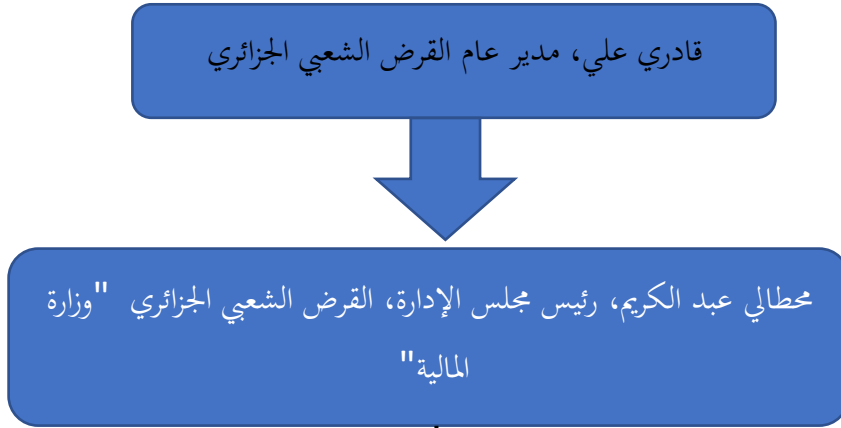 قادري علي، مدير عام القرض الشعبي الجزائري
محطالي عبد الكريم، رئيس مجلس الإدارة، القرض الشعبي الجزائري "وزارة
المالية"